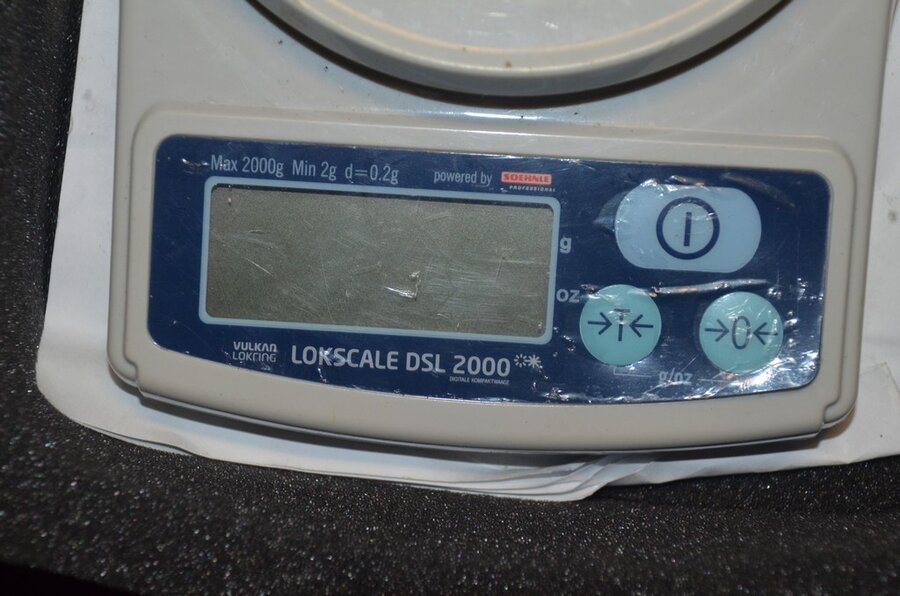 Max 2000g Min 2g d=0.2g
powered by SOEHNLE
PROFESSIONAL
g
oz
→T←
→0←
g/oz
VULKAN
LOKRING
LOKSCALE DSL 2000
DIGITALE KOMPAKTWAAGE